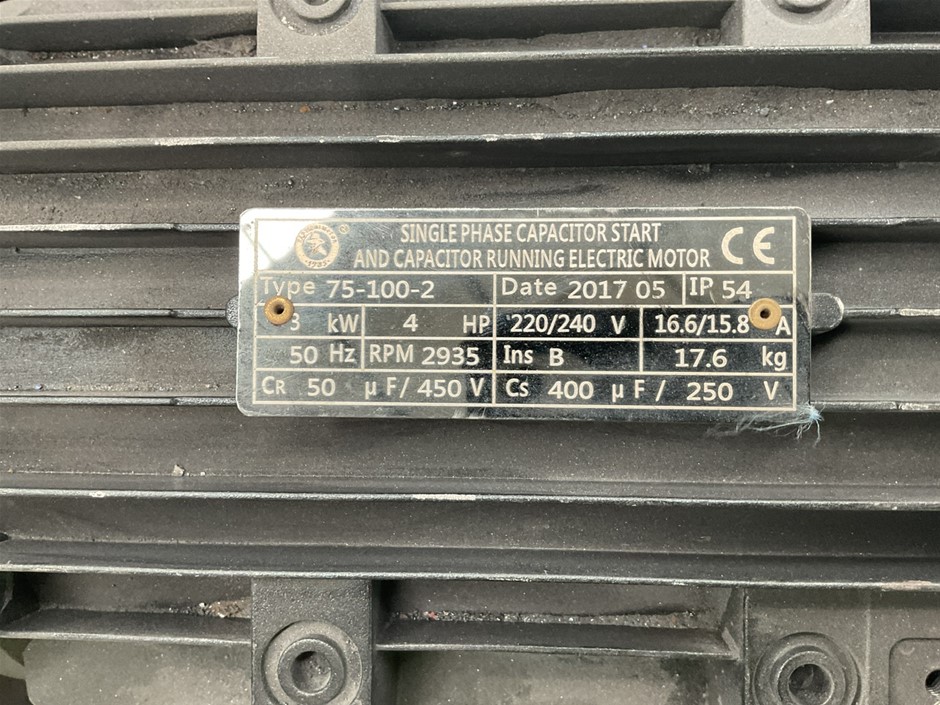 SINGLE PHASE CAPACITOR START
AND CAPACITOR RUNNING ELECTRIC MOTOR
CE
Type 75-100-2 Date 2017 05 IP 54
3 kW 4 HP 220/240 V 16.6/15.8 A
50 Hz RPM 2935 Ins B 17.6 kg
CR 50 µF/450 V Cs 400 µF/ 250 V